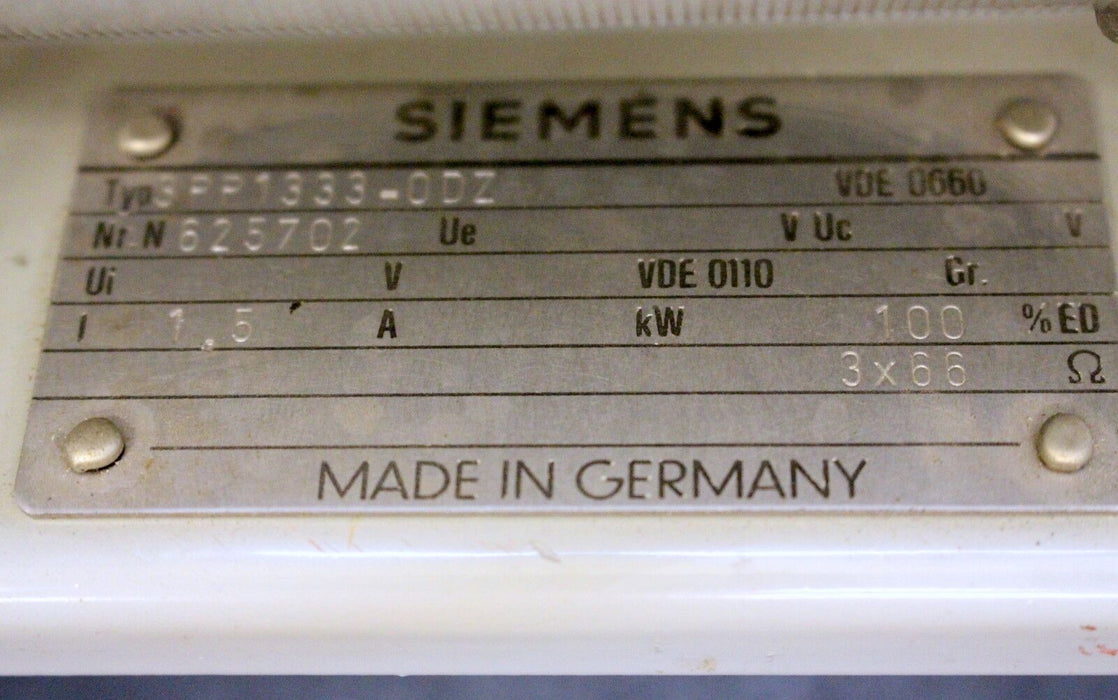 SIEMENS
Typ 3PP1333-0DZ VDE 0660
Nr. N 625702 Ue V Uc V
Ui V VDE 0110 Gr.
I 1,5 A kW 100 % ED
3x66 Ω
MADE IN GERMANY